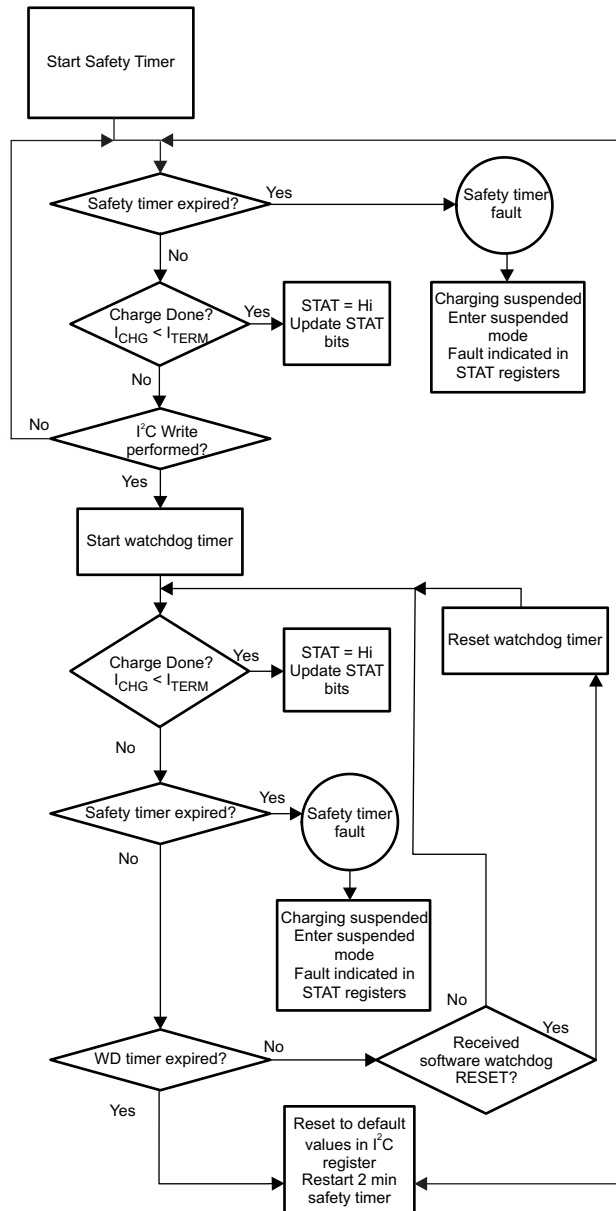 Start Safety Timer
Safety timer expired?
Yes
Safety timer
fault
No
Charging suspended
Enter suspended
mode
Fault indicated in
STAT registers
Charge Done?
I_CHG < I_TERM
Yes
STAT = Hi
Update STAT
bits
No
No
I²C Write
performed?
Yes
Start watchdog timer
Reset watchdog timer
Charge Done?
I_CHG < I_TERM
Yes
STAT = Hi
Update STAT
bits
No
Safety timer expired?
Yes
Safety timer
fault
No
Charging suspended
Enter suspended
mode
Fault indicated in
STAT registers
WD timer expired?
No
No
Received
software watchdog
RESET?
Yes
Yes
Reset to default
values in I²C
register
Restart 2 min
safety timer